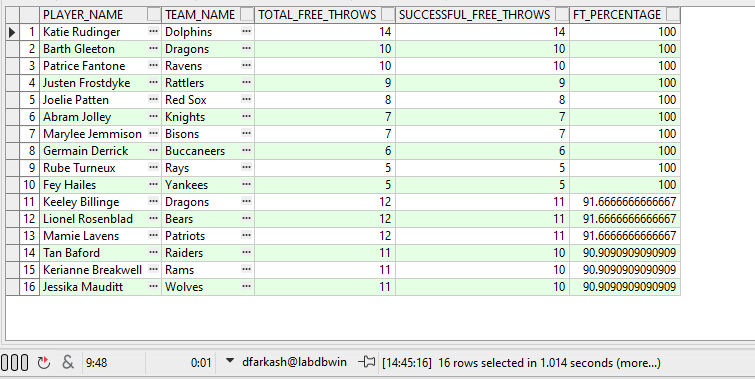 PLAYER_NAME TEAM_NAME TOTAL_FREE_THROWS SUCCESSFUL_FREE_THROWS FT_PERCENTAGE
1 Katie Rudinger ··· Dolphins ··· 14 14 100
2 Barth Gleeton ··· Dragons ··· 10 10 100
3 Patrice Fantone ··· Ravens ··· 10 10 100
4 Justen Frostdyke ··· Rattlers ··· 9 9 100
5 Joelie Patten ··· Red Sox ··· 8 8 100
6 Abram Jolley ··· Knights ··· 7 7 100
7 Marylee Jemmison ··· Bisons ··· 7 7 100
8 Germain Derrick ··· Buccaneers ··· 6 6 100
9 Rube Turneux ··· Rays ··· 5 5 100
10 Fey Hailes ··· Yankees ··· 5 5 100
11 Keeley Billinge ··· Dragons ··· 12 11 91.6666666666667
12 Lionel Rosenblad ··· Bears ··· 12 11 91.6666666666667
13 Mamie Lavens ··· Patriots ··· 12 11 91.6666666666667
14 Tan Baford ··· Raiders ··· 11 10 90.9090909090909
15 Kerianne Breakwell ··· Rams ··· 11 10 90.9090909090909
16 Jessika Mauditt ··· Wolves ··· 11 10 90.9090909090909
& 9:48 0:01 dfarkash@labdbwin [14:45:16] 16 rows selected in 1.014 seconds (more...)